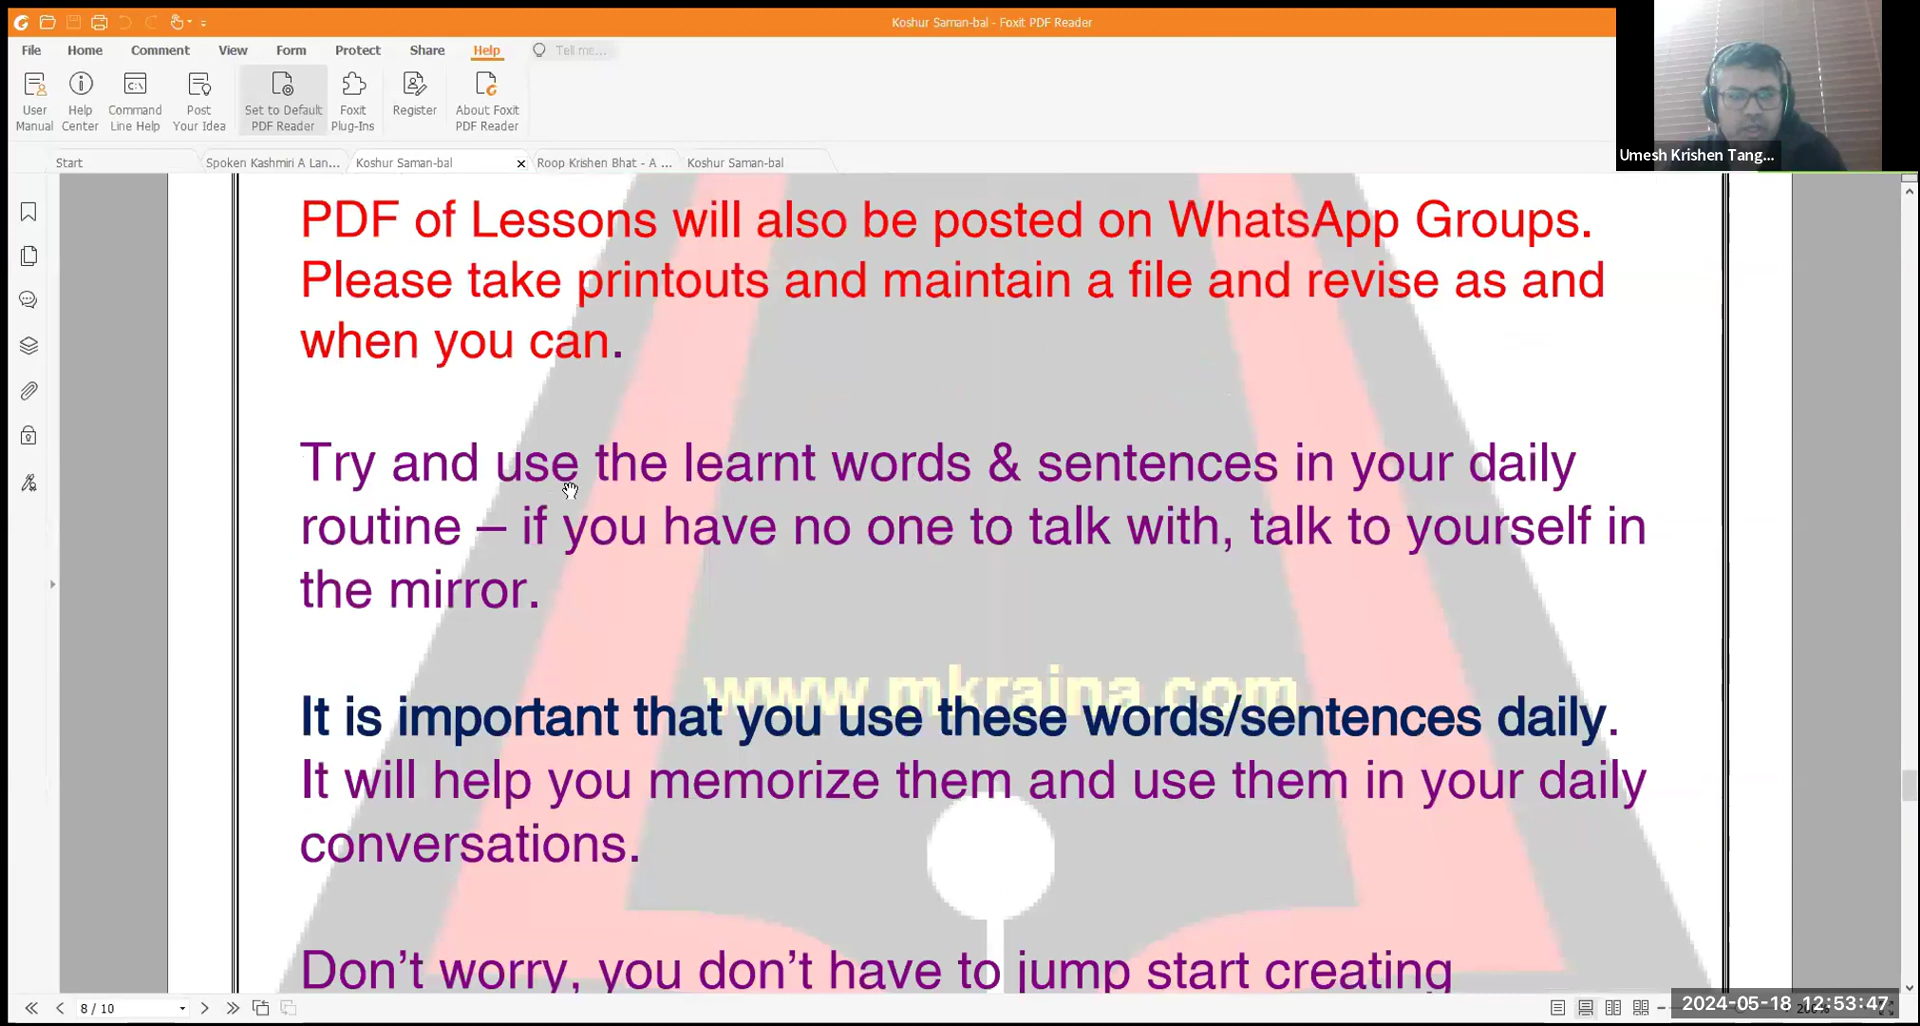 Koshur Saman-bal - Foxit PDF Reader
File Home Comment View Form Protect Share Help Tell me...
User Manual
Help Center
Command Line Help
Post Your Idea
Set to Default PDF Reader
Foxit Plug-Ins
Register
About Foxit PDF Reader
Umesh Krishen Tang...
Start Spoken Kashmiri A Lan... Koshur Saman-bal Roop Krishen Bhat - A ... Koshur Saman-bal
PDF of Lessons will also be posted on WhatsApp Groups.
Please take printouts and maintain a file and revise as and
when you can.
Try and use the learnt words & sentences in your daily
routine – if you have no one to talk with, talk to yourself in
the mirror.
www.mkraina.com
It is important that you use these words/sentences daily.
It will help you memorize them and use them in your daily
conversations.
Don't worry, you don't have to jump start creating
8 / 10
2024-05-18 12:53:47